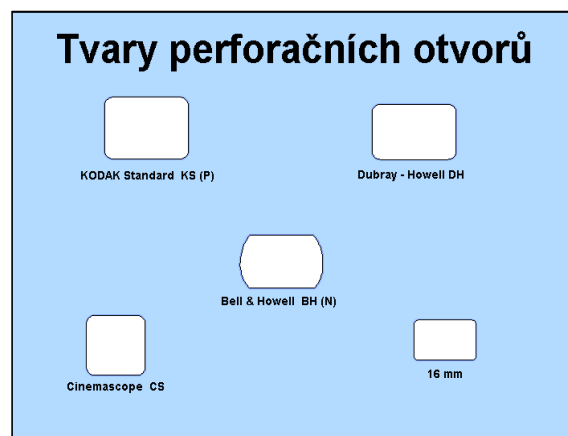 Tvary perforačních otvorů
KODAK Standard KS (P)
Dubray - Howell DH
Bell & Howell BH (N)
Cinemascope CS
16 mm